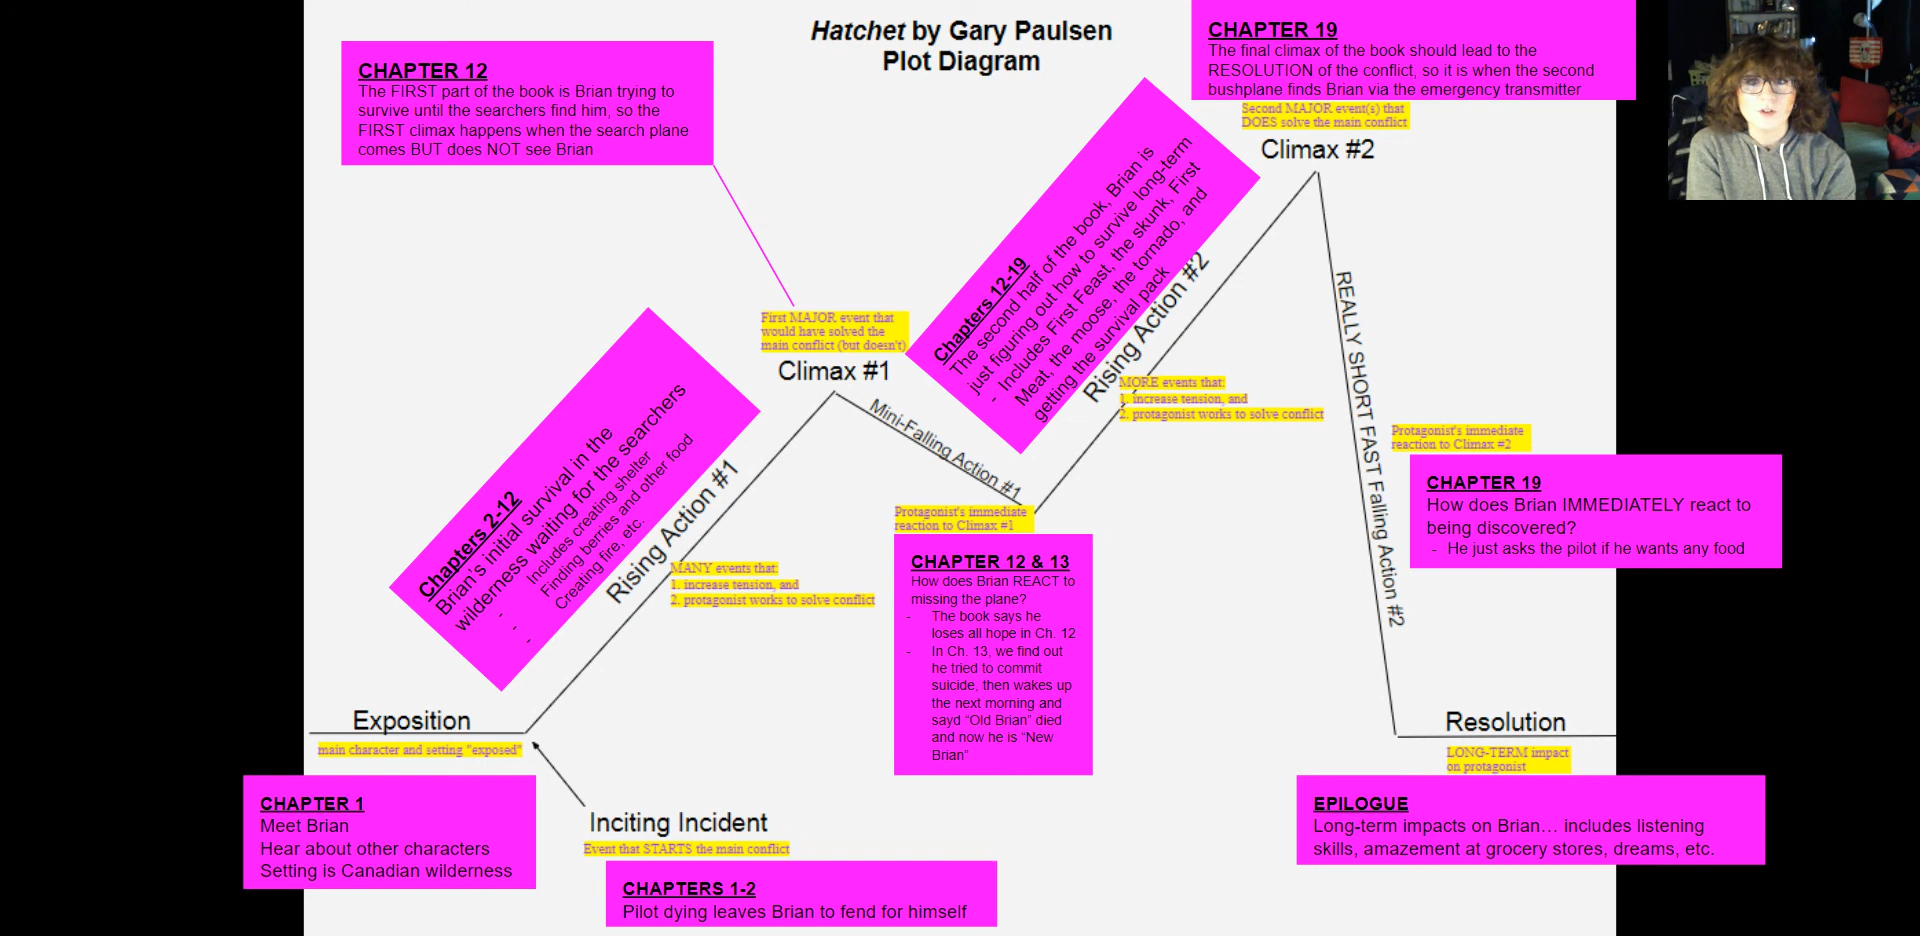 Hatchet by Gary Paulsen
Plot Diagram
CHAPTER 12
The FIRST part of the book is Brian trying to
survive until the searchers find him, so the
FIRST climax happens when the search plane
comes BUT does NOT see Brian
CHAPTER 19
The final climax of the book should lead to the
RESOLUTION of the conflict, so it is when the second
bushplane finds Brian via the emergency transmitter
Second MAJOR event(s) that
DOES solve the main conflict
Climax #2
Chapters 12-19
The second half of the book, Brian is
just figuring out how to survive long-term
- Includes First Feast, the skunk, First
Meat, the moose, the tornado, and
getting the survival pack
Rising Action #2
MORE events that:
1. increase tension, and
2. protagonist works to solve conflict
First MAJOR event that
would have solved the
main conflict (but doesn't)
Climax #1
Mini-Falling Action #1
Protagonist's immediate
reaction to Climax #1
CHAPTER 12 & 13
How does Brian REACT to
missing the plane?
- The book says he
loses all hope in Ch. 12
- In Ch. 13, we find out
he tried to commit
suicide, then wakes up
the next morning and
sayd “Old Brian” died
and now he is “New
Brian”
Chapters 2-12
Brian's initial survival in the
wilderness waiting for the searchers
- Includes creating shelter
- Finding berries and other food
- Creating fire, etc.
Rising Action #1
MANY events that:
1. increase tension, and
2. protagonist works to solve conflict
REALLY SHORT FAST Falling Action #2
Protagonist's immediate
reaction to Climax #2
CHAPTER 19
How does Brian IMMEDIATELY react to
being discovered?
- He just asks the pilot if he wants any food
Exposition
main character and setting "exposed"
CHAPTER 1
Meet Brian
Hear about other characters
Setting is Canadian wilderness
Inciting Incident
Event that STARTS the main conflict
CHAPTERS 1-2
Pilot dying leaves Brian to fend for himself
Resolution
LONG-TERM impact
on protagonist
EPILOGUE
Long-term impacts on Brian… includes listening
skills, amazement at grocery stores, dreams, etc.